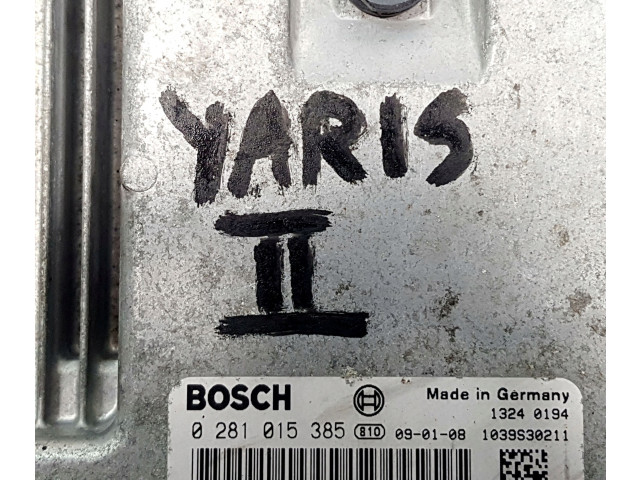 YARIS
II
BOSCH Made in Germany
1324 0194
0 281 015 385 810 09-01-08 1039S30211